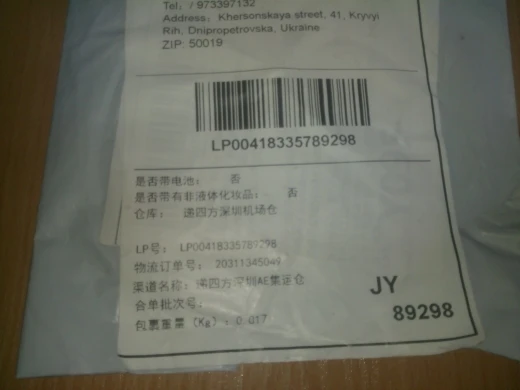 Tel: / 973397132
Address, Khersonskaya street, 41, Kryvyi
Rih, Dnipropetrovska, Ukraine
ZIP: 50019
LP00418335789298
是否带电池： 否
是否带有非液体化妆品： 否
仓库： 递四方深圳机场仓
LP号： LP00418335789298
物流订单号： 20311345049
渠道名称： 递四方深圳AE集运仓
合单批次号：
包裹重量 (Kg) ：0.017
JY
89298